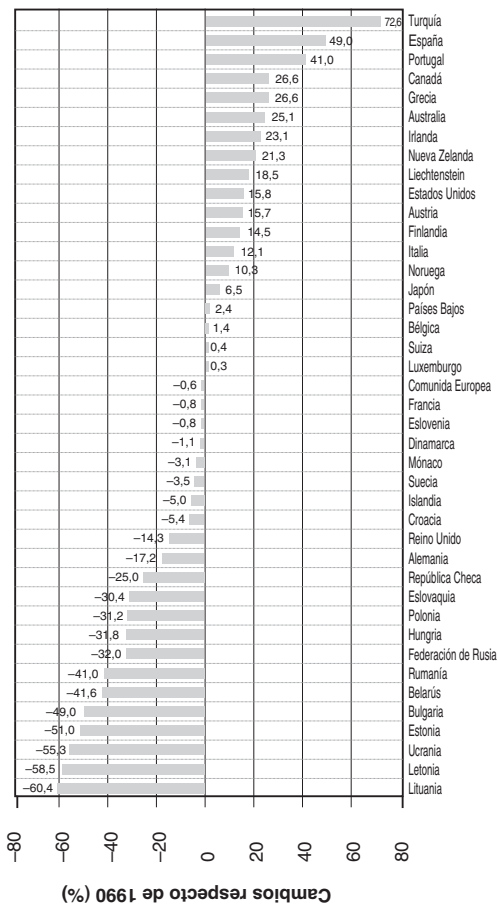 72,6 Turquía
49,0 España
41,0 Portugal
26,6 Canadá
26,6 Grecia
25,1 Australia
23,1 Irlanda
21,3 Nueva Zelanda
18,5 Liechtenstein
15,8 Estados Unidos
15,7 Austria
14,5 Finlandia
12,1 Italia
10,3 Noruega
6,5 Japón
2,4 Países Bajos
1,4 Bélgica
0,4 Suiza
0,3 Luxemburgo
–0,6 Comunida Europea
–0,8 Francia
–0,8 Eslovenia
–1,1 Dinamarca
–3,1 Mónaco
–3,5 Suecia
–5,0 Islandia
–5,4 Croacia
–14,3 Reino Unido
–17,2 Alemania
–25,0 República Checa
–30,4 Eslovaquia
–31,2 Polonia
–31,8 Hungria
–32,0 Federación de Rusia
–41,0 Rumanía
–41,6 Belarús
–49,0 Bulgaria
–51,0 Estonia
–55,3 Ucrania
–58,5 Letonia
–60,4 Lituania
–80 –60 –40 –20 0 20 40 60 80
Cambios respecto de 1990 (%)